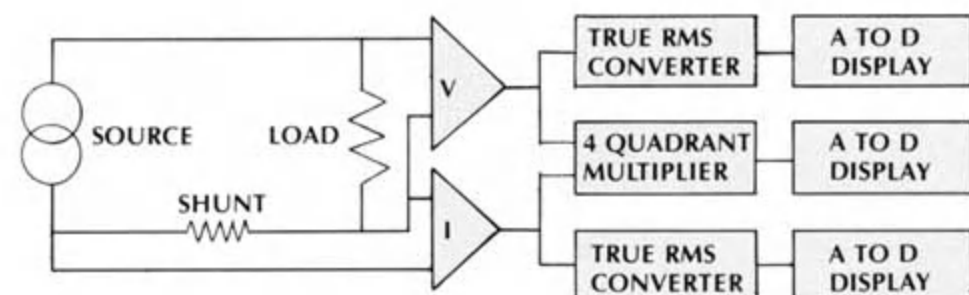 SOURCE
LOAD
SHUNT
V
I
TRUE RMS
CONVERTER
A TO D
DISPLAY
4 QUADRANT
MULTIPLIER
A TO D
DISPLAY
TRUE RMS
CONVERTER
A TO D
DISPLAY